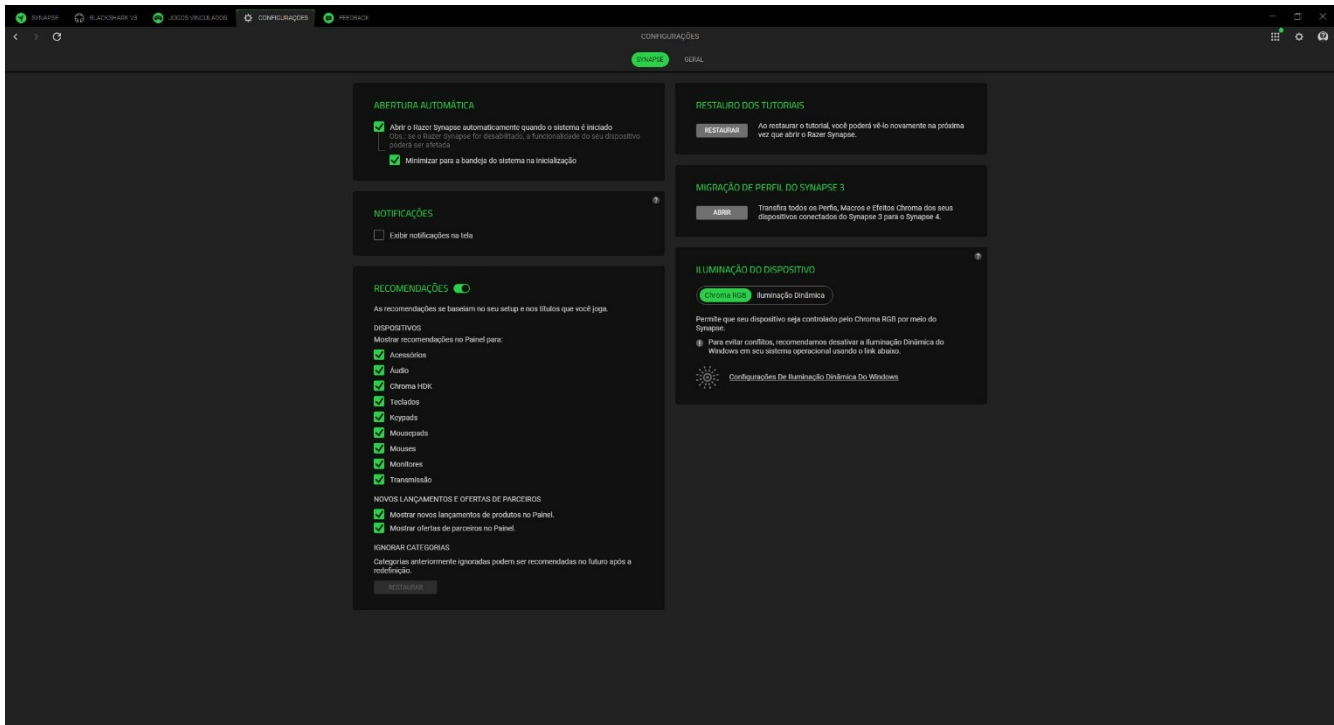 SYNAPSE
BLACKSHARK V3
JOGOS VINCULADOS
CONFIGURAÇÕES
FEEDBACK
CONFIGURAÇÕES
SYNAPSE
GERAL
ABERTURA AUTOMÁTICA
Abrir o Razer Synapse automaticamente quando o sistema é iniciado
Obs.: se o Razer Synapse for desabilitado, a funcionalidade do seu dispositivo
poderá ser afetada
Minimizar para a bandeja do sistema na inicialização
NOTIFICAÇÕES
Exibir notificações na tela
RECOMENDAÇÕES
As recomendações se baseiam no seu setup e nos títulos que você joga.
DISPOSITIVOS
Mostrar recomendações no Painel para:
Acessórios
Áudio
Chroma HDK
Teclados
Keypads
Mousepads
Mouses
Monitores
Transmissão
NOVOS LANÇAMENTOS E OFERTAS DE PARCEIROS
Mostrar novos lançamentos de produtos no Painel.
Mostrar ofertas de parceiros no Painel.
IGNORAR CATEGORIAS
Categorias anteriormente ignoradas podem ser recomendadas no futuro após a
redefinição.
RESTAURAR
RESTAURO DOS TUTORIAIS
RESTAURAR
Ao restaurar o tutorial, você poderá vê-lo novamente na próxima
vez que abrir o Razer Synapse.
MIGRAÇÃO DE PERFIL DO SYNAPSE 3
ABRIR
Transfira todos os Perfis, Macros e Efeitos Chroma dos seus
dispositivos conectados do Synapse 3 para o Synapse 4.
ILUMINAÇÃO DO DISPOSITIVO
Chroma RGB
Iluminação Dinâmica
Permite que seu dispositivo seja controlado pelo Chroma RGB por meio do
Synapse.
Para evitar conflitos, recomendamos desativar a Iluminação Dinâmica do
Windows em seu sistema operacional usando o link abaixo.
Configurações De Iluminação Dinâmica Do Windows